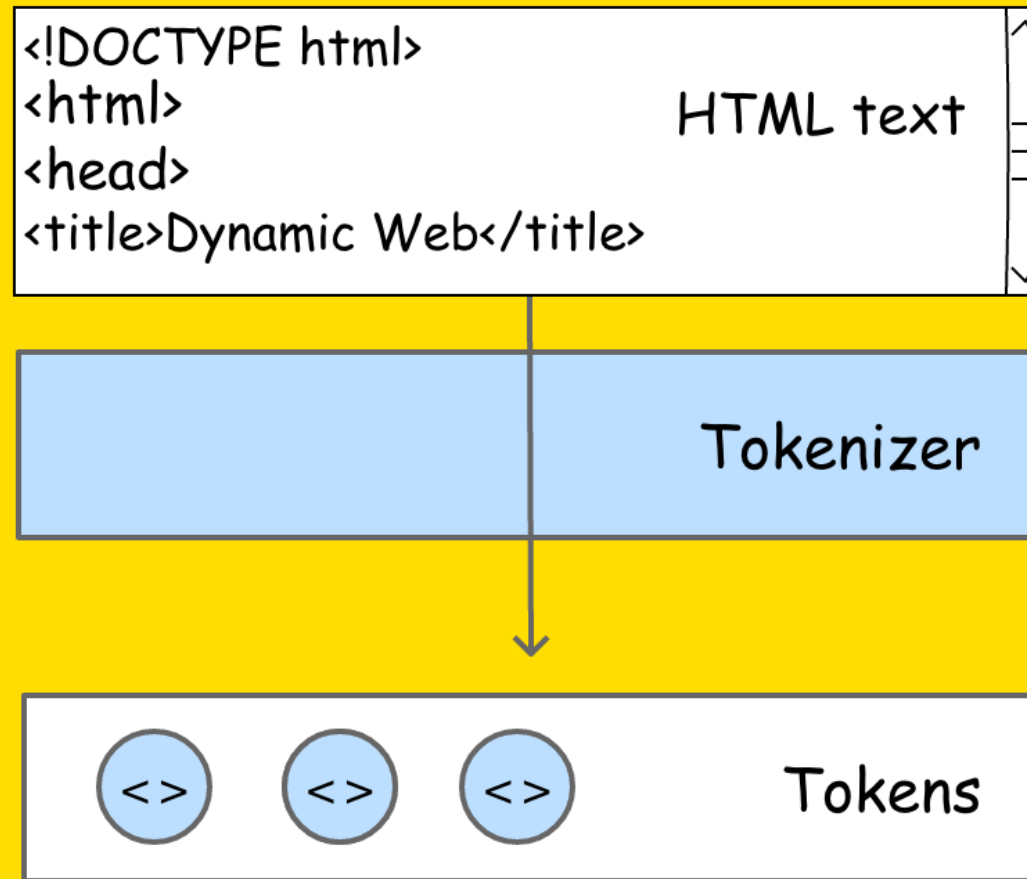 <!DOCTYPE html>
<html>
HTML text
<head>
<title>Dynamic Web</title>
Tokenizer
<> <> <>
Tokens